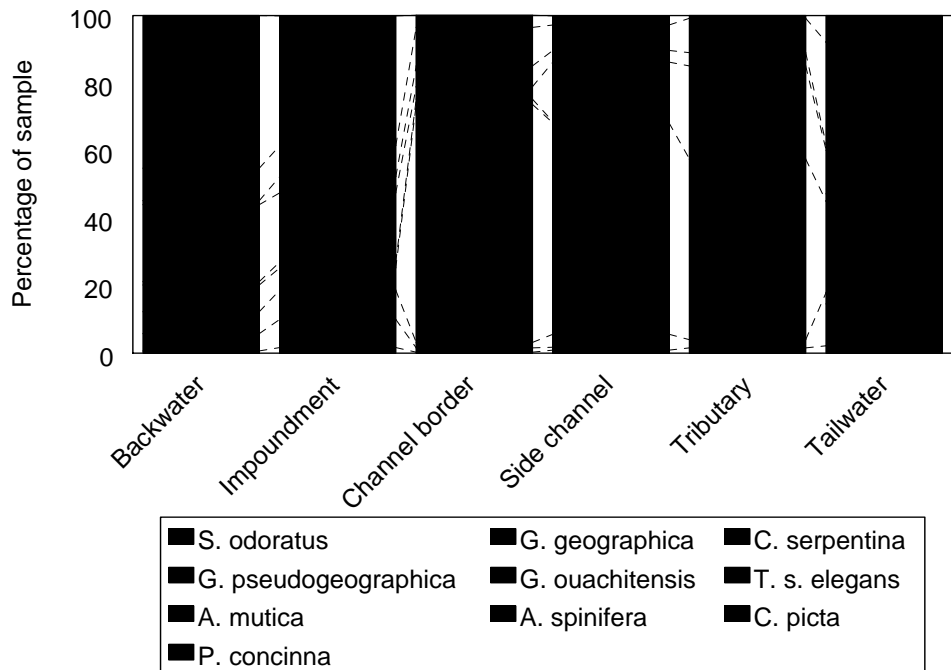 Percentage of sample
100
80
60
40
20
0
Backwater
Impoundment
Channel border
Side channel
Tributary
Tailwater
S. odoratus G. geographica C. serpentina
G. pseudogeographica G. ouachitensis T. s. elegans
A. mutica A. spinifera C. picta
P. concinna